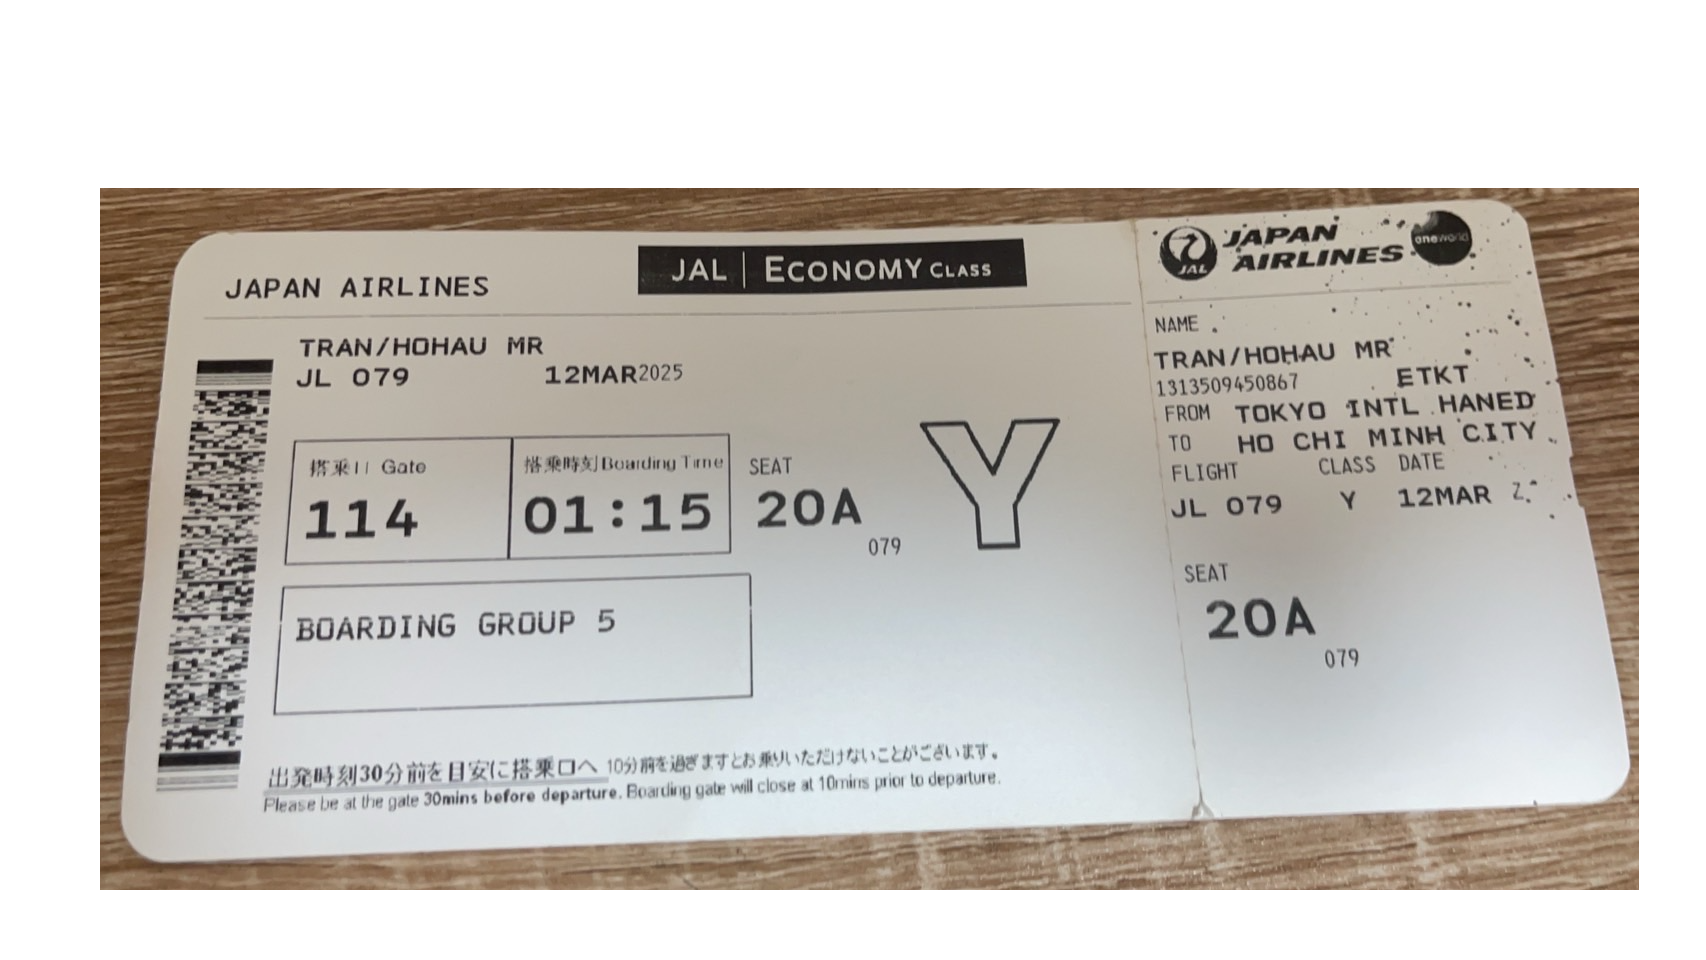 JAPAN AIRLINES
JAL | ECONOMY CLASS
TRAN/HOHAU MR
JL 079 12MAR2025
搭乗口 Gate
114
搭乗時刻 Boarding Time
01:15
SEAT
20A
079
Y
BOARDING GROUP 5
出発時刻30分前を目安に搭乗口へ 10分前を過ぎますとお乗りいただけないことがございます。
Please be at the gate 30mins before departure. Boarding gate will close at 10mins prior to departure.
JAL
JAPAN
AIRLINES
oneworld
NAME
TRAN/HOHAU MR
1313509450867 ETKT
FROM TOKYO INTL HANED
TO HO CHI MINH CITY
FLIGHT CLASS DATE
JL 079 Y 12MAR Z
SEAT
20A
079